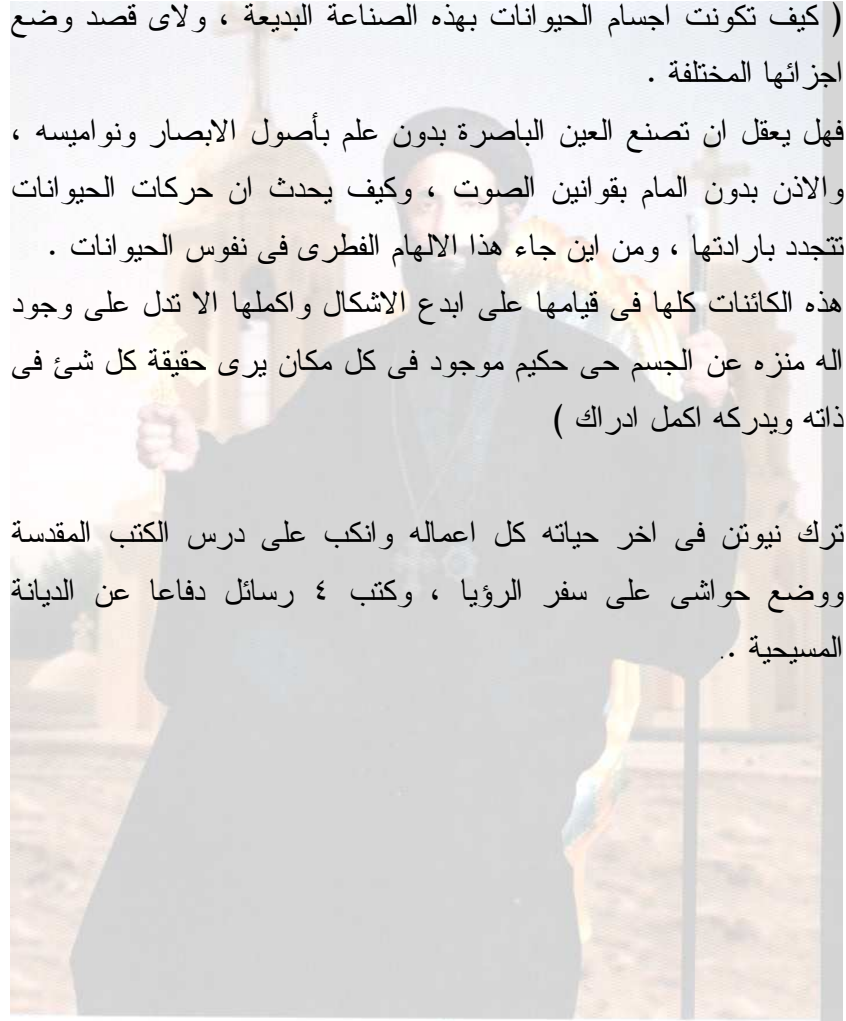 ( كيف تكونت اجسام الحيوانات بهذه الصناعة البديعة ، ولاى قصد وضع
اجزائها المختلفة .
فهل يعقل ان تصنع العين الباصرة بدون علم بأصول الابصار ونواميسه ،
والاذن بدون المام بقوانين الصوت ، وكيف يحدث ان حركات الحيوانات
تتجدد بارادتها ، ومن اين جاء هذا الالهام الفطرى فى نفوس الحيوانات .
هذه الكائنات كلها فى قيامها على ابدع الاشكال واكملها الا تدل على وجود
اله منزه عن الجسم حى حكيم موجود فى كل مكان يرى حقيقة كل شئ فى
ذاته ويدركه اكمل ادراك )
ترك نيوتن فى اخر حياته كل اعماله وانكب على درس الكتب المقدسة
ووضع حواشى على سفر الرؤيا ، وكتب ٤ رسائل دفاعا عن الديانة
المسيحية ..